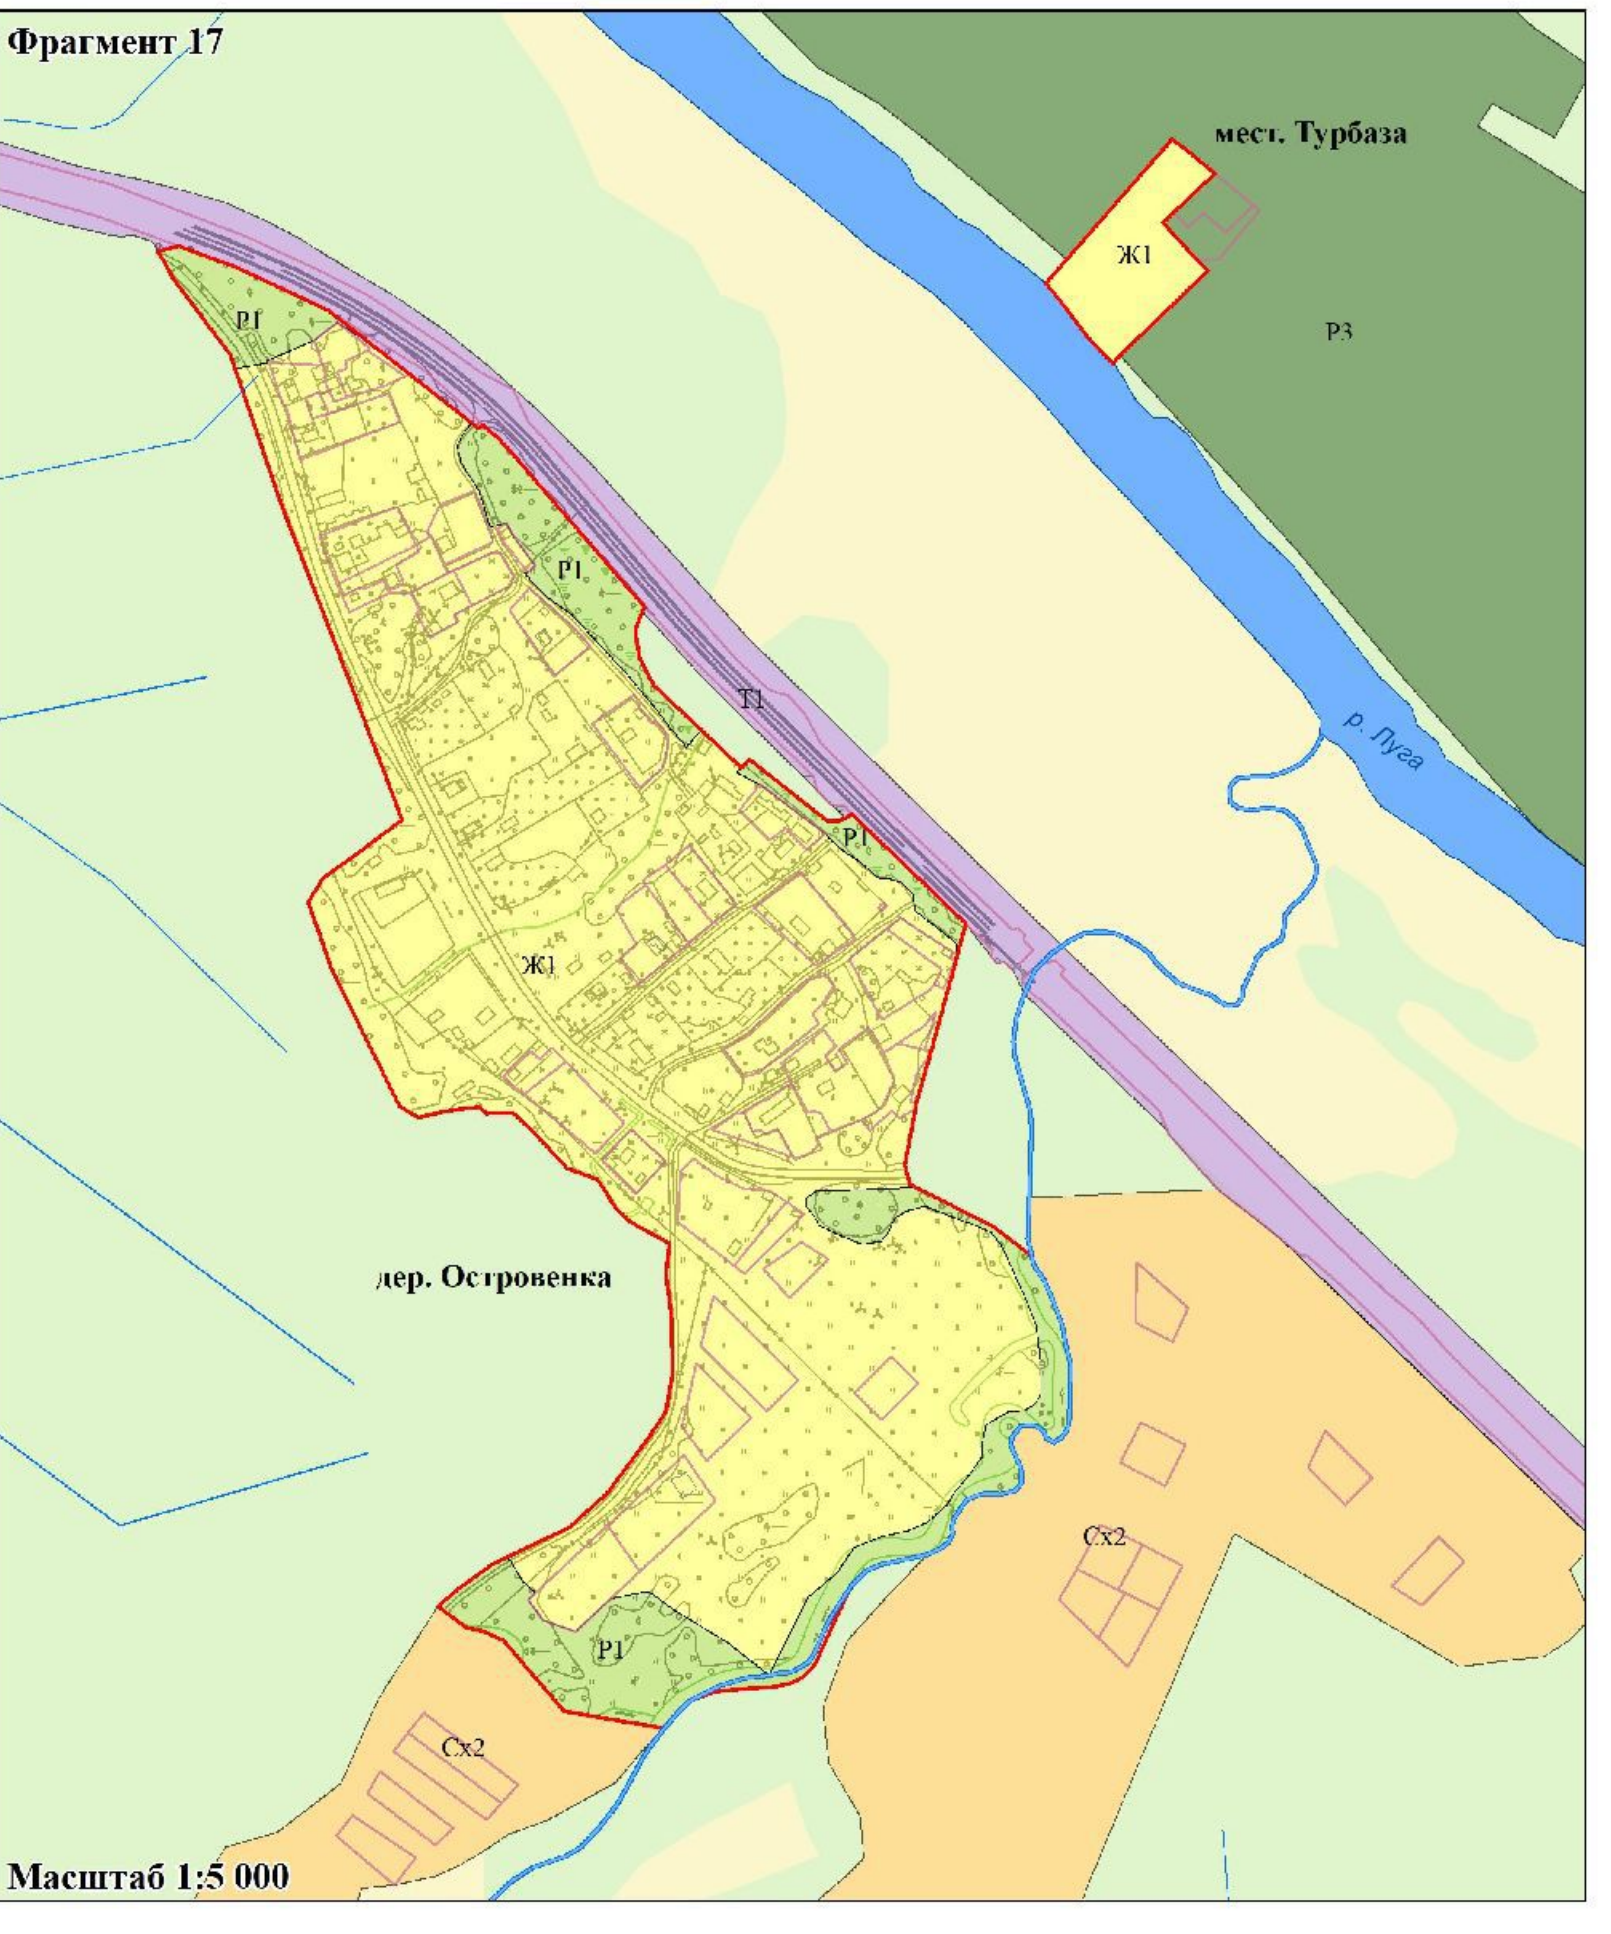 Фрагмент 17
мест. Турбаза
Ж1
Р1
Р3
Р1
Т1
р. Луга
Р1
Ж1
дер. Островенка
Сх2
Р1
Сх2
Масштаб 1:5 000